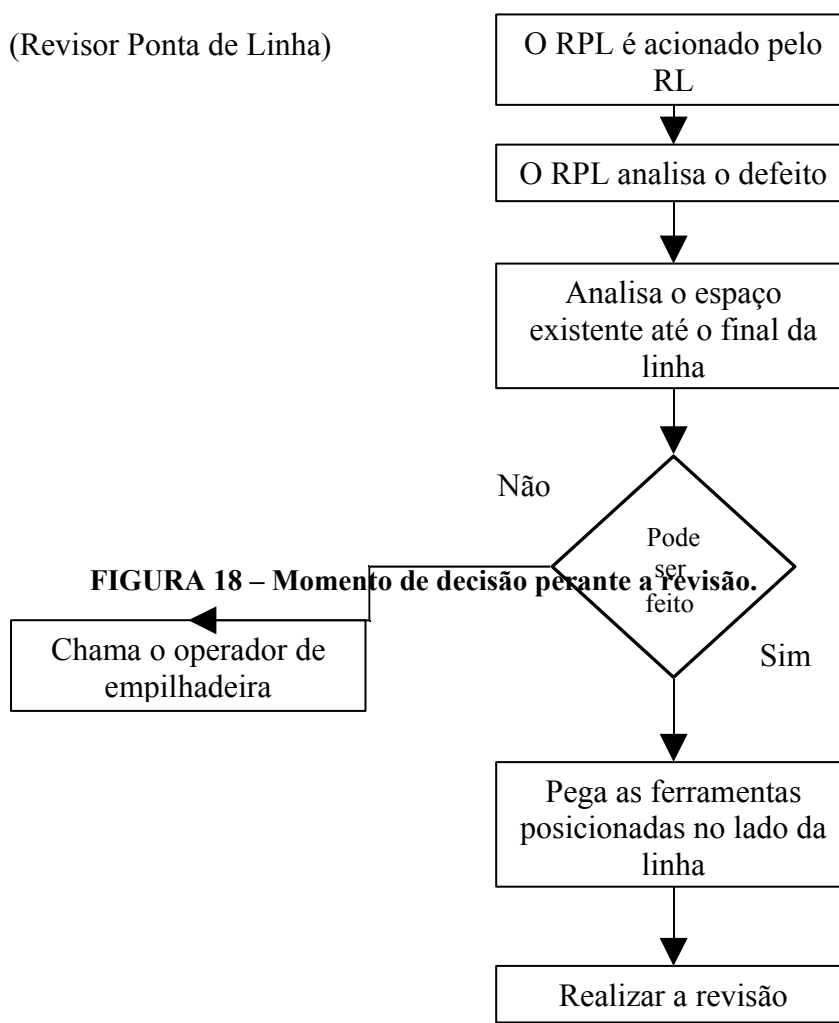 (Revisor Ponta de Linha)
O RPL é acionado pelo
RL
O RPL analisa o defeito
Analisa o espaço
existente até o final da
linha
Não
Pode
ser
feito
FIGURA 18 – Momento de decisão perante a revisão.
Sim
Chama o operador de
empilhadeira
Pega as ferramentas
posicionadas no lado da
linha
Realizar a revisão